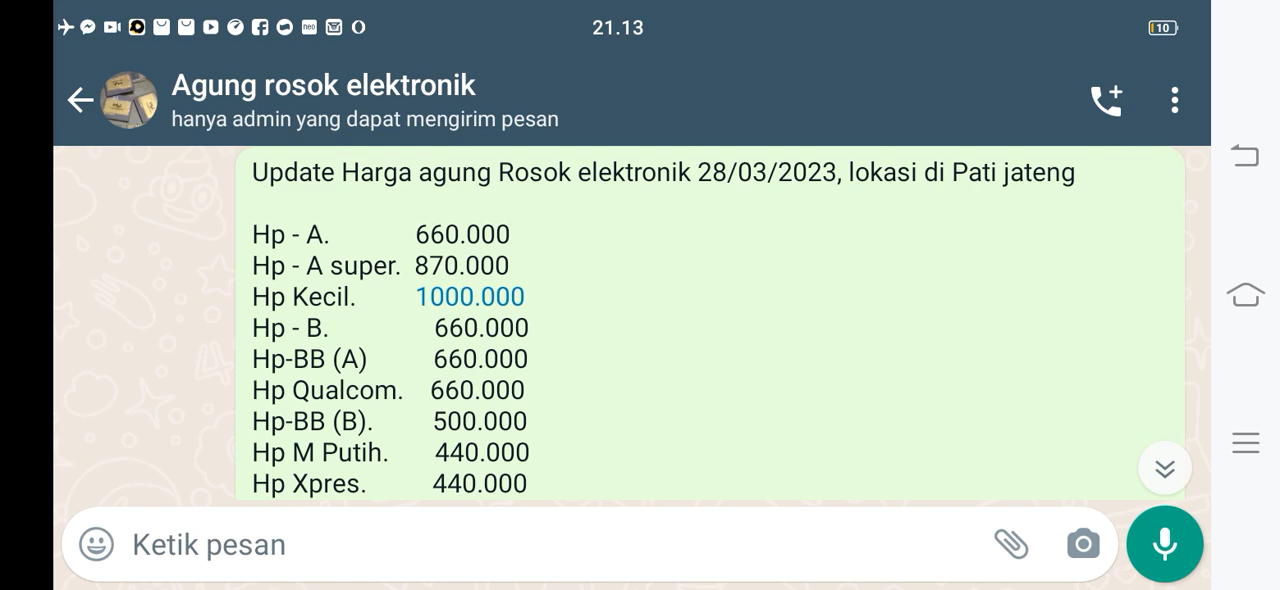 21.13
10
Agung rosok elektronik
hanya admin yang dapat mengirim pesan
Update Harga agung Rosok elektronik 28/03/2023, lokasi di Pati jateng
Hp - A. 660.000
Hp - A super. 870.000
Hp Kecil. 1000.000
Hp - B. 660.000
Hp-BB (A) 660.000
Hp Qualcom. 660.000
Hp-BB (B). 500.000
Hp M Putih. 440.000
Hp Xpres. 440.000
Ketik pesan